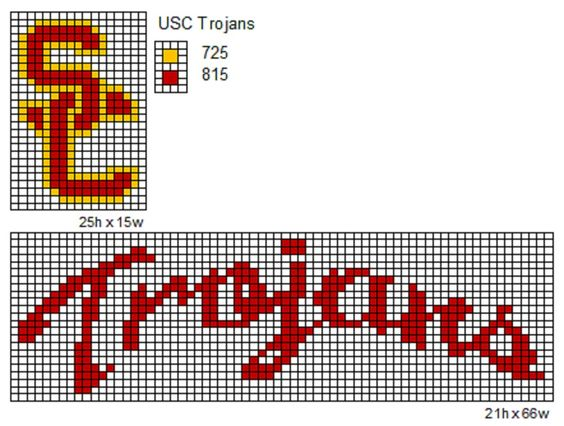 USC Trojans
725
815
SC
25h x 15w
Trojans
21h x 66w